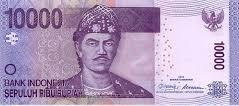 10000
BANK INDONESIA
SEPULUH RIBU RUPIAH
10000